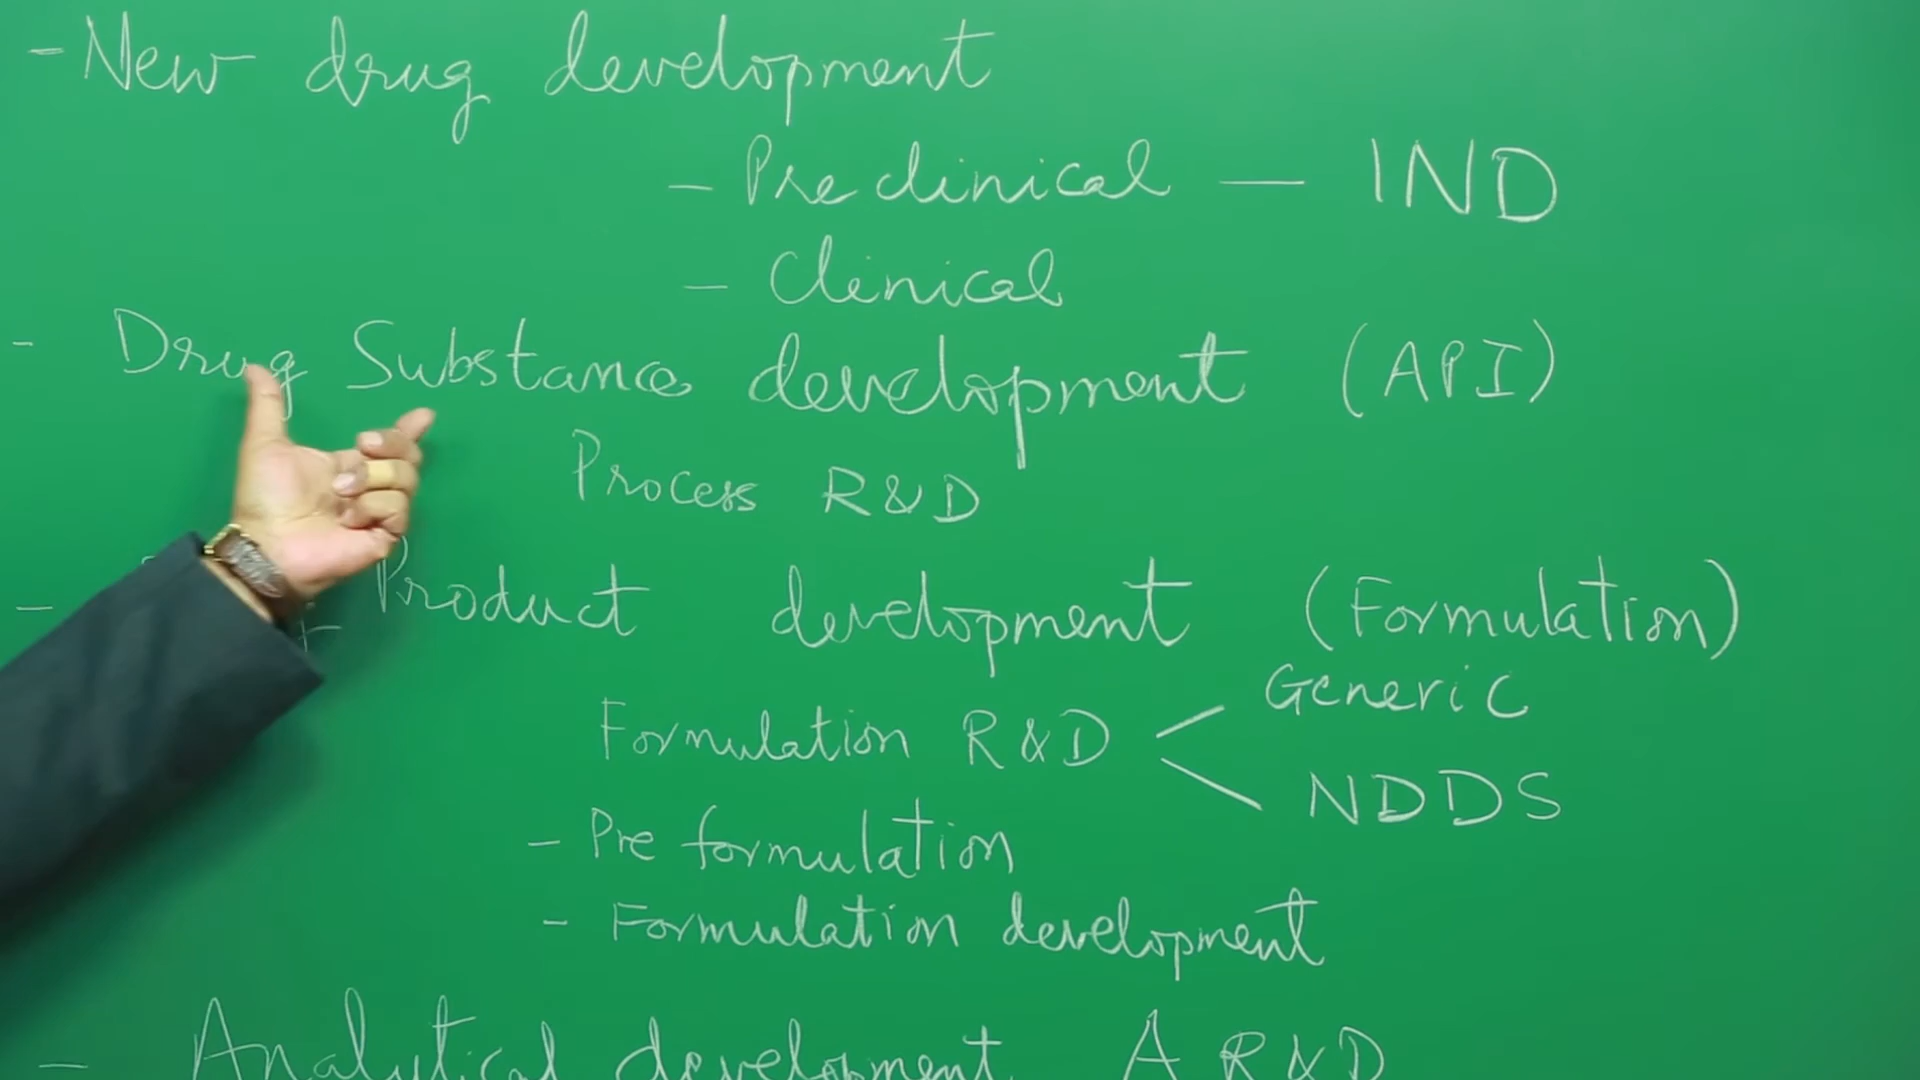 - New drug development
- Preclinical — IND
- Clinical
- Drug Substance development (API)
Process R&D
- Product development (Formulation)
Formulation R&D < Generic
NDDS
- Pre formulation
- Formulation development
- Analytical development A R&D